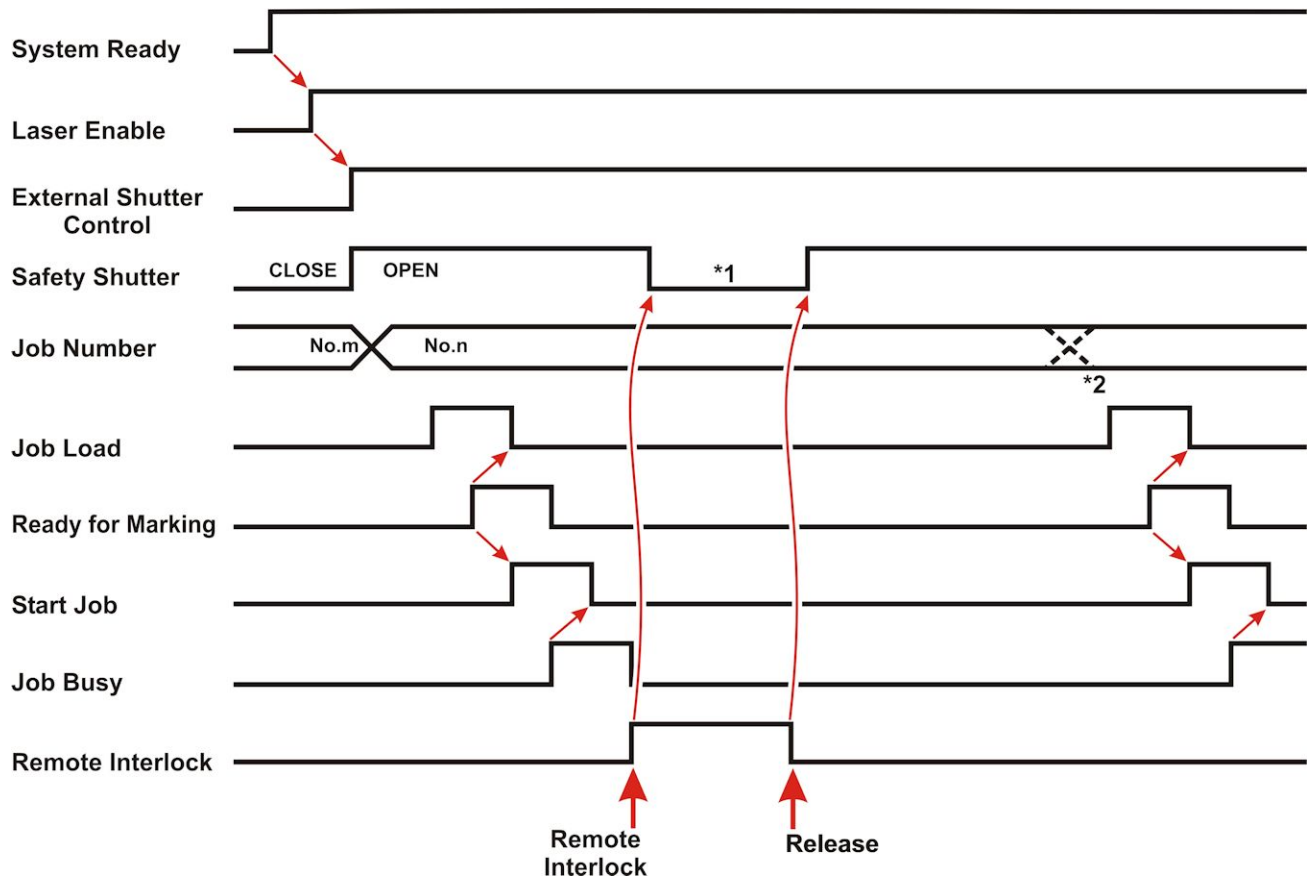 System Ready
Laser Enable
External Shutter
Control
Safety Shutter
CLOSE
OPEN
*1
Job Number
No.m
No.n
*2
Job Load
Ready for Marking
Start Job
Job Busy
Remote Interlock
Remote
Interlock
Release